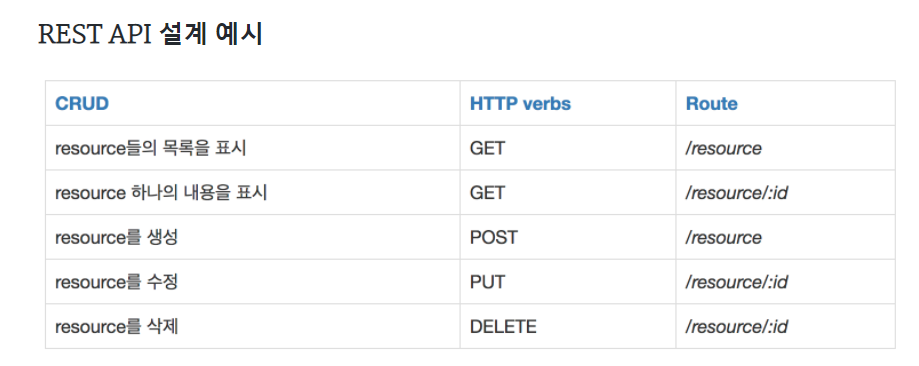 REST API 설계 예시
CRUD HTTP verbs Route
resource들의 목록을 표시 GET /resource
resource 하나의 내용을 표시 GET /resource/:id
resource를 생성 POST /resource
resource를 수정 PUT /resource/:id
resource를 삭제 DELETE /resource/:id